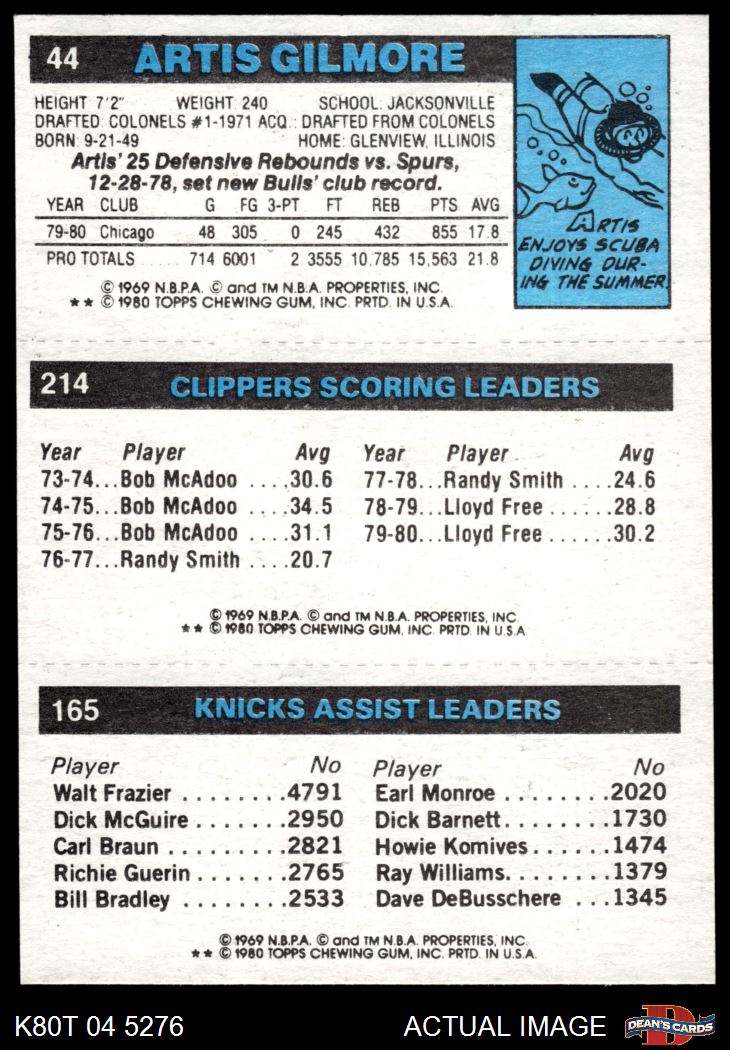 44 ARTIS GILMORE
HEIGHT: 7'2" WEIGHT: 240 SCHOOL: JACKSONVILLE
DRAFTED: COLONELS #1-1971 ACQ.: DRAFTED FROM COLONELS
BORN: 9-21-49 HOME: GLENVIEW, ILLINOIS
Artis' 25 Defensive Rebounds vs. Spurs,
12-28-78, set new Bulls' club record.
YEAR CLUB G FG 3-PT FT REB PTS AVG
79-80 Chicago 48 305 0 245 432 855 17.8
PRO TOTALS . . . . . 714 6001 2 3555 10,785 15,563 21.8
© 1969 N.B.P.A. © and TM N.B.A. PROPERTIES, INC.
★★ © 1980 TOPPS CHEWING GUM, INC. PRTD. IN U.S.A.
ARTIS
ENJOYS SCUBA
DIVING DUR-
ING THE SUMMER.
214 CLIPPERS SCORING LEADERS
Year Player Avg Year Player Avg
73-74...Bob McAdoo ....30.6 77-78...Randy Smith ....24.6
74-75...Bob McAdoo ....34.5 78-79...Lloyd Free ......28.8
75-76...Bob McAdoo ....31.1 79-80...Lloyd Free ......30.2
76-77...Randy Smith ....20.7
© 1969 N.B.P.A. © and TM N.B.A. PROPERTIES, INC.
★★ © 1980 TOPPS CHEWING GUM, INC. PRTD. IN U.S.A.
165 KNICKS ASSIST LEADERS
Player No Player No
Walt Frazier ........4791 Earl Monroe ........2020
Dick McGuire .......2950 Dick Barnett........1730
Carl Braun .........2821 Howie Komives......1474
Richie Guerin .......2765 Ray Williams........1379
Bill Bradley ........2533 Dave DeBusschere ...1345
© 1969 N.B.P.A. © and TM N.B.A. PROPERTIES, INC.
★★ © 1980 TOPPS CHEWING GUM, INC. PRTD. IN U.S.A.
K80T 04 5276 ACTUAL IMAGE D DEAN'S CARDS